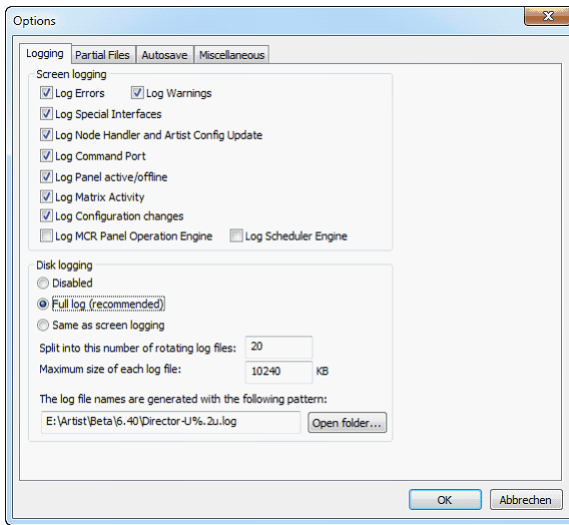 Options
Logging Partial Files Autosave Miscellaneous
Screen logging
Log Errors Log Warnings
Log Special Interfaces
Log Node Handler and Artist Config Update
Log Command Port
Log Panel active/offline
Log Matrix Activity
Log Configuration changes
Log MCR Panel Operation Engine Log Scheduler Engine
Disk logging
Disabled
Full log (recommended)
Same as screen logging
Split into this number of rotating log files: 20
Maximum size of each log file: 10240 KB
The log file names are generated with the following pattern:
E:\Artist\Beta\6.40\Director-U%.2u.log Open folder...
OK Abbrechen